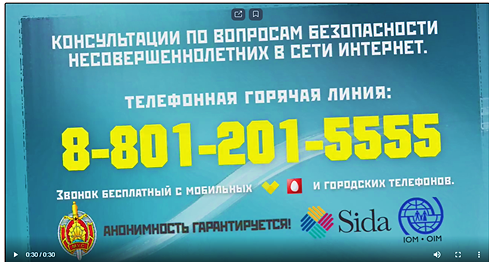 КОНСУЛЬТАЦИИ ПО ВОПРОСАМ БЕЗОПАСНОСТИ
НЕСОВЕРШЕННОЛЕТНИХ В СЕТИ ИНТЕРНЕТ.
ТЕЛЕФОННАЯ ГОРЯЧАЯ ЛИНИЯ:
8-801-201-5555
ЗВОНОК БЕСПЛАТНЫЙ С МОБИЛЬНЫХ И ГОРОДСКИХ ТЕЛЕФОНОВ.
АНОНИМНОСТЬ ГАРАНТИРУЕТСЯ! Sida
IOM • OIM
0:30 / 0:30